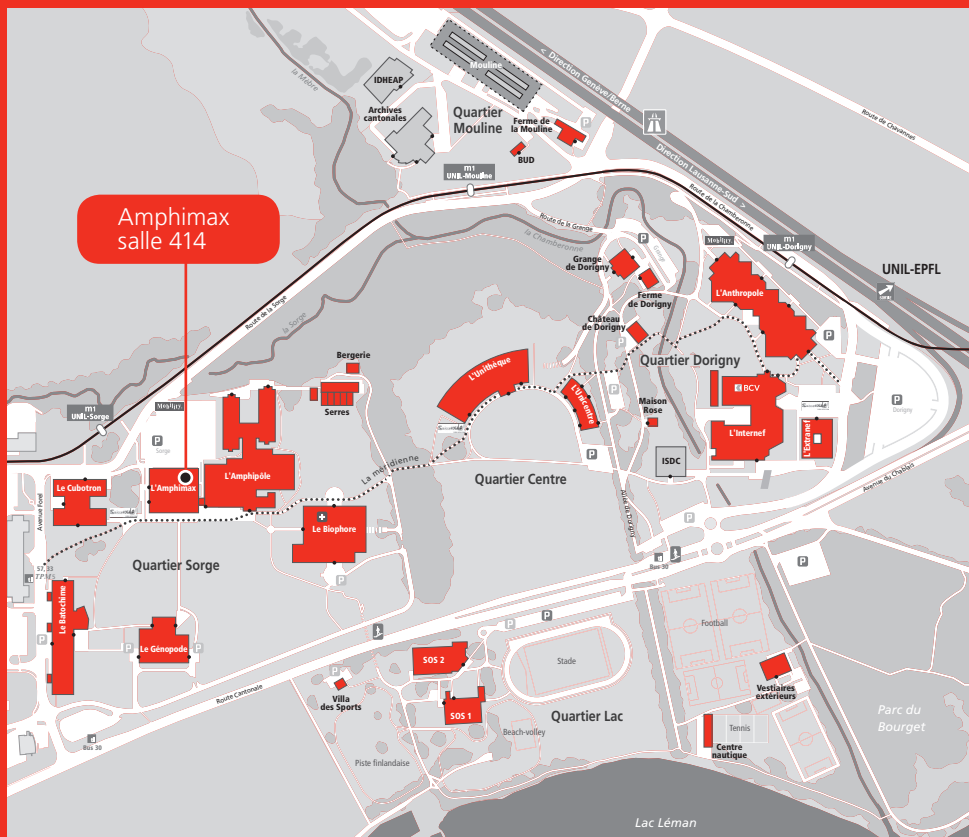 Amphimax
salle 414
la Mèbre
IDHEAP
Archives
cantonales
Quartier
Mouline
Mouline
< Direction Genève/Berne
Direction Lausanne-Sud >
Route de Chavannes
Ferme de
la Mouline
P
BUD
m1
UNIL-Mouline
Route de la Chamberonne
m1
UNIL-Dorigny
UNIL-EPFL
Route de la Grange
la Chamberonne
P
Mobility
Grange
de Dorigny
Ferme
de Dorigny
L'Anthropole
Château
de Dorigny
P
Quartier Dorigny
Route de la Sorge
la Sorge
Bergerie
Serres
L'Unithèque
L'Unicentre
Maison
Rose
P
BCV
L'Internef
L'Extranef
P
Dorigny
m1
UNIL-Sorge
Mobility
P
Sorge
L'Amphipôle
L'Amphimax
Le Cubotron
La méridienne
Quartier Centre
P
ISDC
Allée de Dorigny
Avenue du Chablais
Avenue Forel
Le Biophore
P
P
Bus 30
P
Quartier Sorge
Le Batochime
P
P
Le Génopode
P
Route Cantonale
Bus 30
P
Villa
des Sports
SOS 2
SOS 1
P
P
Stade
Beach-volley
Piste finlandaise
Quartier Lac
Football
Vestiaires
extérieurs
Tennis
Centre
nautique
Parc du
Bourget
Lac Léman